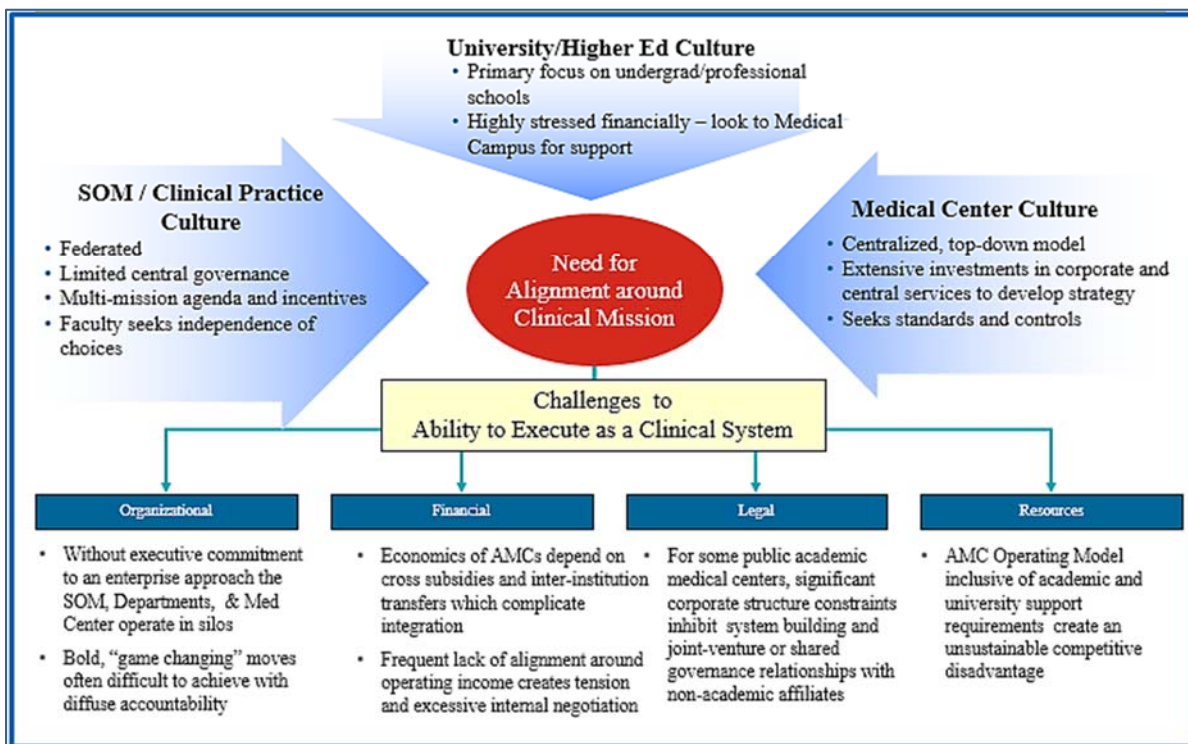 University/Higher Ed Culture
• Primary focus on undergrad/professional
schools
• Highly stressed financially – look to Medical
Campus for support
SOM / Clinical Practice
Culture
• Federated
• Limited central governance
• Multi-mission agenda and incentives
• Faculty seeks independence of
choices
Need for
Alignment around
Clinical Mission
Medical Center Culture
• Centralized, top-down model
• Extensive investments in corporate and
central services to develop strategy
• Seeks standards and controls
Challenges to
Ability to Execute as a Clinical System
Organizational
• Without executive commitment
to an enterprise approach the
SOM, Departments, & Med
Center operate in silos
• Bold, “game changing” moves
often difficult to achieve with
diffuse accountability
Financial
• Economics of AMCs depend on
cross subsidies and inter-institution
transfers which complicate
integration
• Frequent lack of alignment around
operating income creates tension
and excessive internal negotiation
Legal
• For some public academic
medical centers, significant
corporate structure constraints
inhibit system building and
joint-venture or shared
governance relationships with
non-academic affiliates
Resources
• AMC Operating Model
inclusive of academic and
university support
requirements create an
unsustainable competitive
disadvantage